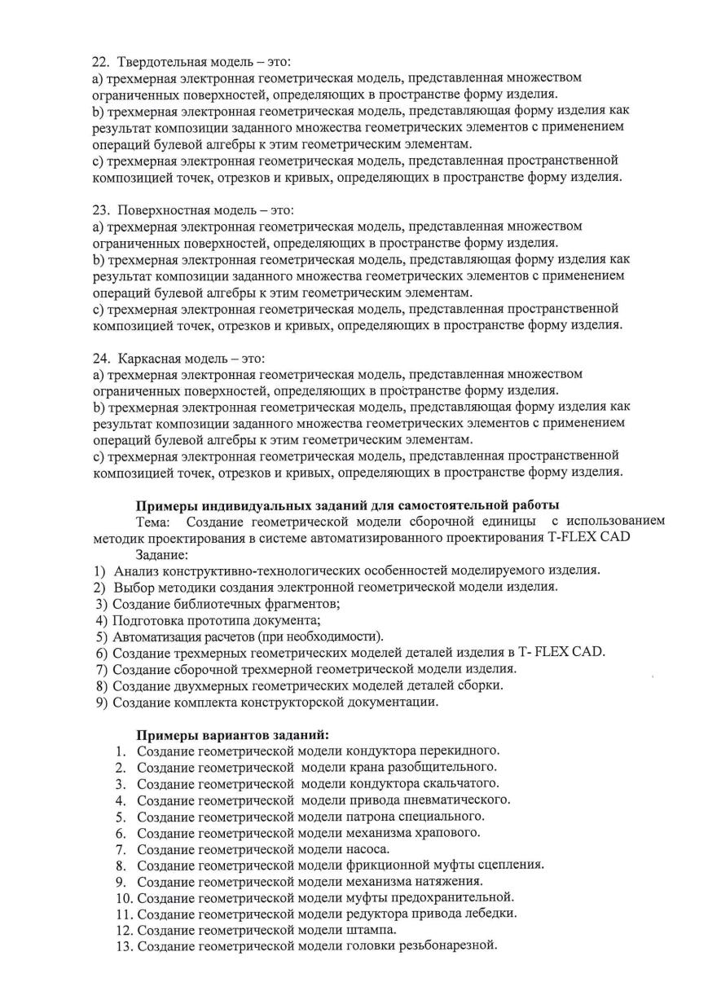 22.  Твердотельная модель – это:
a) трехмерная электронная геометрическая модель, представленная множеством
ограниченных поверхностей, определяющих в пространстве форму изделия.
b) трехмерная электронная геометрическая модель, представляющая форму изделия как
результат композиции заданного множества геометрических элементов с применением
операций булевой алгебры к этим геометрическим элементам.
c) трехмерная электронная геометрическая модель, представленная пространственной
композицией точек, отрезков и кривых, определяющих в пространстве форму изделия.
23.  Поверхностная модель – это:
a) трехмерная электронная геометрическая модель, представленная множеством
ограниченных поверхностей, определяющих в пространстве форму изделия.
b) трехмерная электронная геометрическая модель, представляющая форму изделия как
результат композиции заданного множества геометрических элементов с применением
операций булевой алгебры к этим геометрическим элементам.
c) трехмерная электронная геометрическая модель, представленная пространственной
композицией точек, отрезков и кривых, определяющих в пространстве форму изделия.
24.  Каркасная модель – это:
a) трехмерная электронная геометрическая модель, представленная множеством
ограниченных поверхностей, определяющих в пространстве форму изделия.
b) трехмерная электронная геометрическая модель, представляющая форму изделия как
результат композиции заданного множества геометрических элементов с применением
операций булевой алгебры к этим геометрическим элементам.
c) трехмерная электронная геометрическая модель, представленная пространственной
композицией точек, отрезков и кривых, определяющих в пространстве форму изделия.
Примеры индивидуальных заданий для самостоятельной работы
Тема: Создание геометрической модели сборочной единицы с использованием
методик проектирования в системе автоматизированного проектирования T-FLEX CAD
Задание:
1) Анализ конструктивно-технологических особенностей моделируемого изделия.
2) Выбор методики создания электронной геометрической модели изделия.
3) Создание библиотечных фрагментов;
4) Подготовка прототипа документа;
5) Автоматизация расчетов (при необходимости).
6) Создание трехмерных геометрических моделей деталей изделия в T- FLEX CAD.
7) Создание сборочной трехмерной геометрической модели изделия.
8) Создание двухмерных геометрических моделей деталей сборки.
9) Создание комплекта конструкторской документации.
Примеры вариантов заданий:
1. Создание геометрической модели кондуктора перекидного.
2. Создание геометрической модели крана разобщительного.
3. Создание геометрической модели кондуктора скальчатого.
4. Создание геометрической модели привода пневматического.
5. Создание геометрической модели патрона специального.
6. Создание геометрической модели механизма храпового.
7. Создание геометрической модели насоса.
8. Создание геометрической модели фрикционной муфты сцепления.
9. Создание геометрической модели механизма натяжения.
10. Создание геометрической модели муфты предохранительной.
11. Создание геометрической модели редуктора привода лебедки.
12. Создание геометрической модели штампа.
13. Создание геометрической модели головки резьбонарезной.